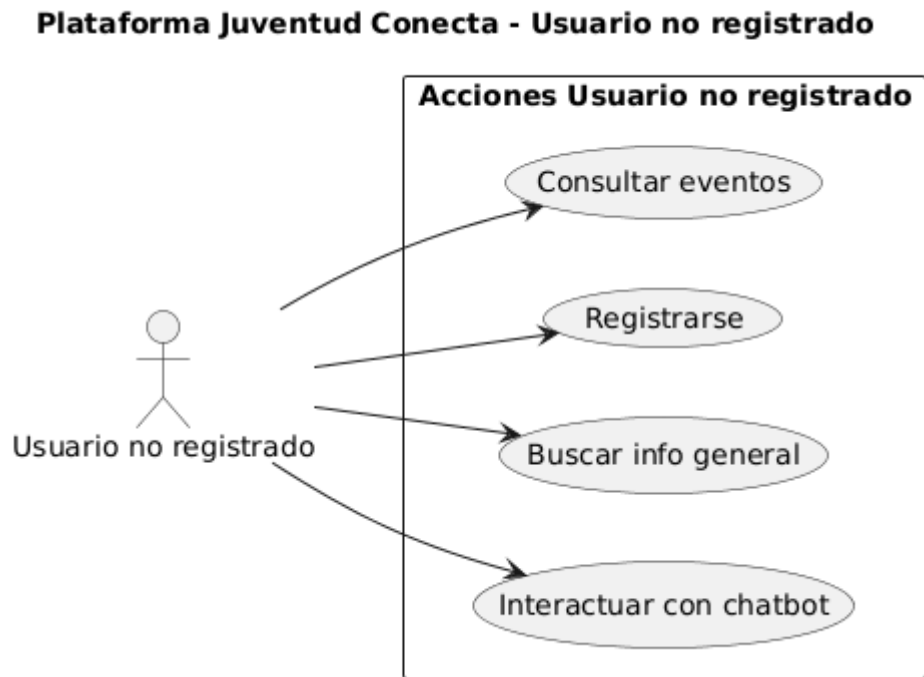 Plataforma Juventud Conecta - Usuario no registrado
Acciones Usuario no registrado
Consultar eventos
Registrarse
Usuario no registrado
Buscar info general
Interactuar con chatbot